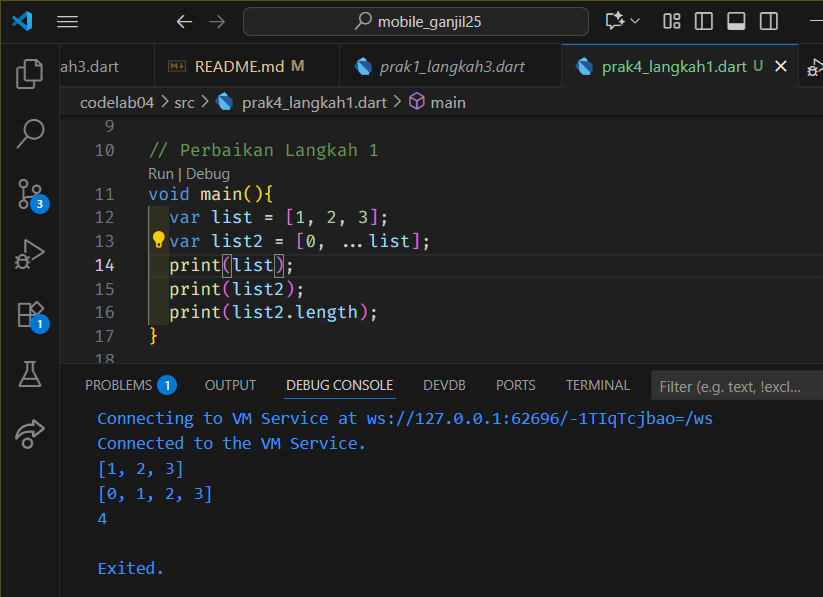 mobile_ganjil25
ah3.dart README.md M prak1_langkah3.dart prak4_langkah1.dart U
codelab04 > src > prak4_langkah1.dart > main
9
10 // Perbaikan Langkah 1
Run | Debug
11 void main(){
12 var list = [1, 2, 3];
13 var list2 = [0, ...list];
14 print(list);
15 print(list2);
16 print(list2.length);
17 }
18
3
1
PROBLEMS 1 OUTPUT DEBUG CONSOLE DEVDB PORTS TERMINAL Filter (e.g. text, !excl...
Connecting to VM Service at ws://127.0.0.1:62696/-1TIqTcjbao=/ws
Connected to the VM Service.
[1, 2, 3]
[0, 1, 2, 3]
4
Exited.